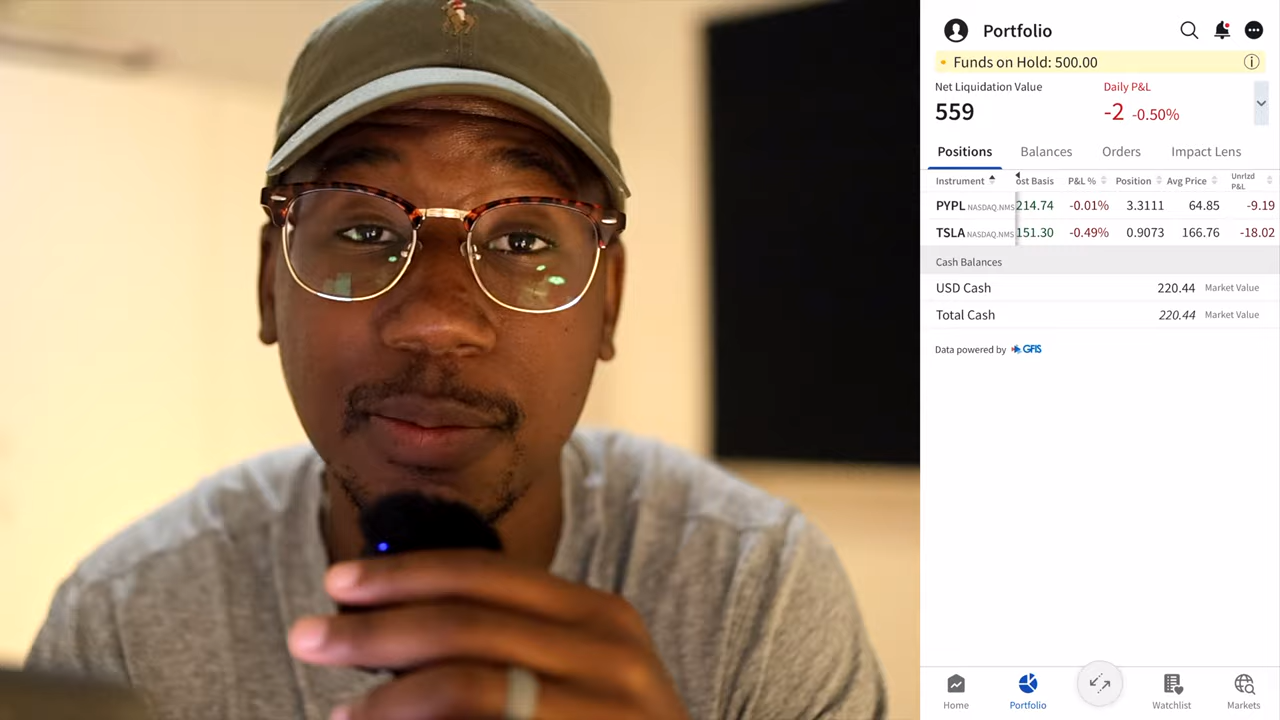 Portfolio
Funds on Hold: 500.00
Net Liquidation Value Daily P&L
559 -2 -0.50%
Positions Balances Orders Impact Lens
Instrument ost Basis P&L % Position Avg Price Unrlzd P&L
PYPL NASDAQ.NMS 214.74 -0.01% 3.3111 64.85 -9.19
TSLA NASDAQ.NMS 151.30 -0.49% 0.9073 166.76 -18.02
Cash Balances
USD Cash 220.44 Market Value
Total Cash 220.44 Market Value
Data powered by GFIS
Home Portfolio Watchlist Markets